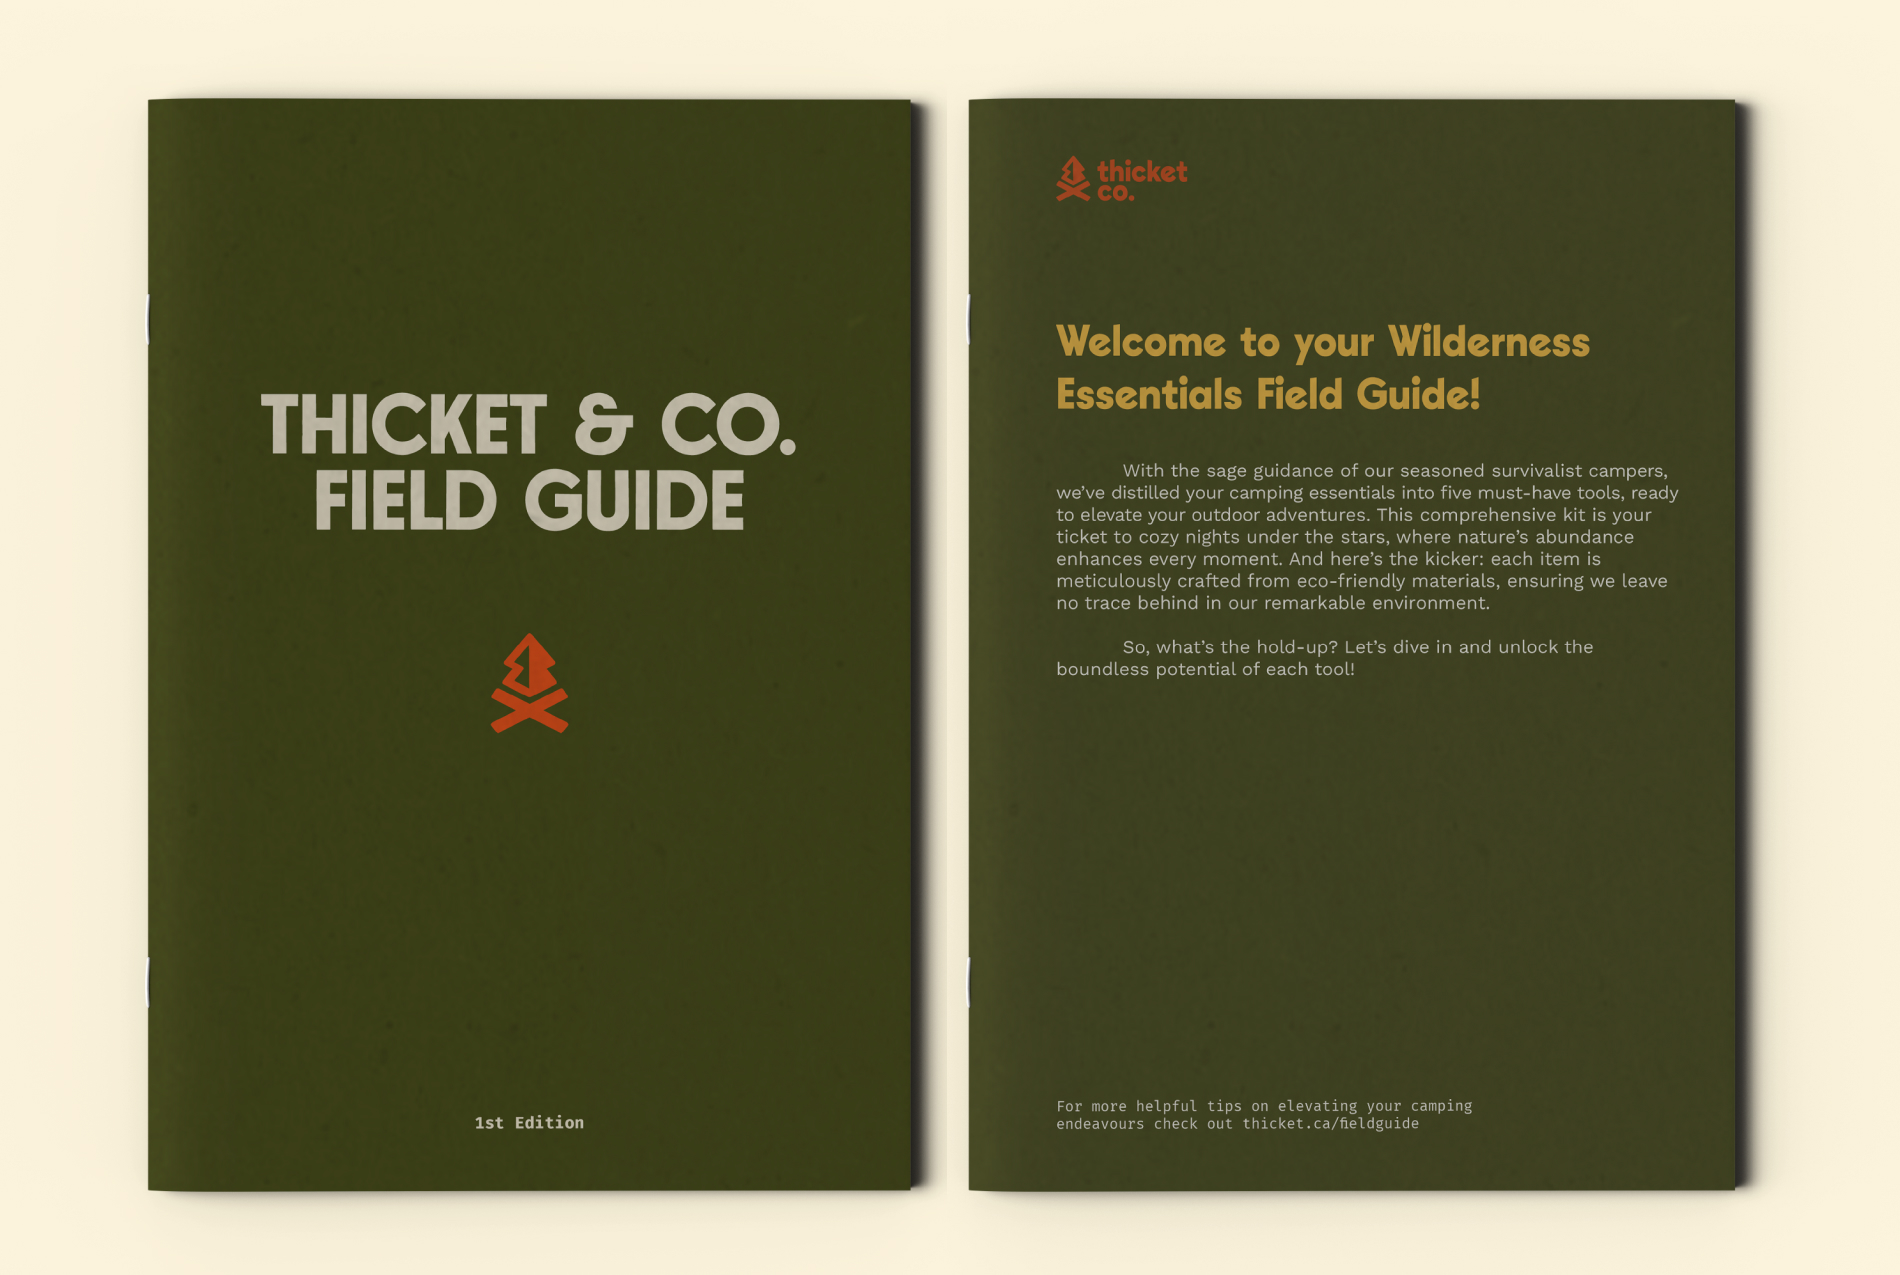 THICKET & CO.
FIELD GUIDE
1st Edition
thicket
co.
Welcome to your Wilderness
Essentials Field Guide!
With the sage guidance of our seasoned survivalist campers,
we’ve distilled your camping essentials into five must-have tools, ready
to elevate your outdoor adventures. This comprehensive kit is your
ticket to cozy nights under the stars, where nature’s abundance
enhances every moment. And here’s the kicker: each item is
meticulously crafted from eco-friendly materials, ensuring we leave
no trace behind in our remarkable environment.
So, what’s the hold-up? Let’s dive in and unlock the
boundless potential of each tool!
For more helpful tips on elevating your camping
endeavours check out thicket.ca/fieldguide